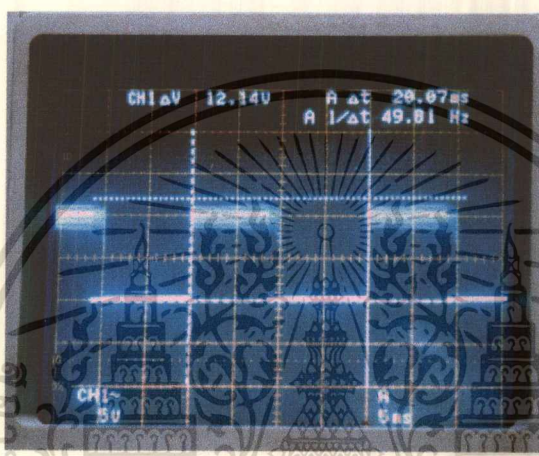 CH1ΔV 12.14V A Δt 20.07ms
A 1/Δt 49.81 Hz
CH1~ A
5V 5ms